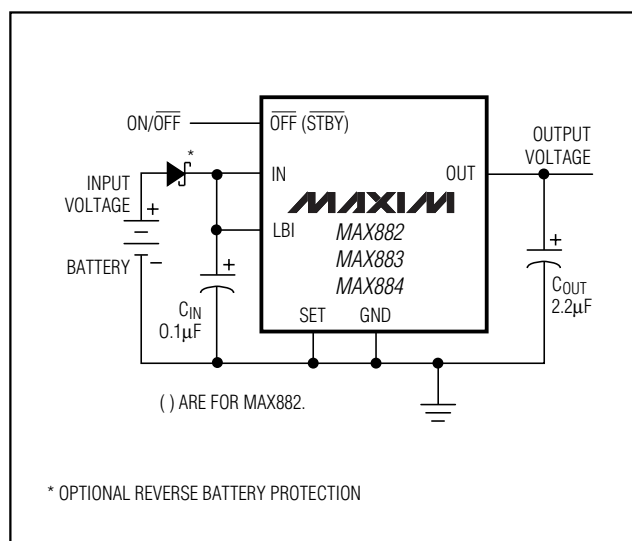 ON/OFF
OFF (STBY)
*
INPUT
VOLTAGE
IN
OUT
OUTPUT
VOLTAGE
+
LBI
MAXIM
MAX882
MAX883
MAX884
BATTERY
−
+
CIN
0.1µF
+
COUT
2.2µF
SET GND
( ) ARE FOR MAX882.
* OPTIONAL REVERSE BATTERY PROTECTION